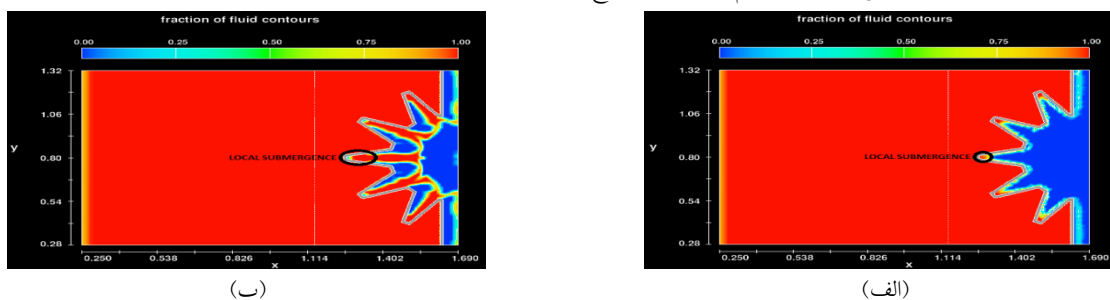 fraction of fluid contours
0.00 0.25 0.50 0.75 1.00
1.32
1.06
y
0.80
LOCAL SUBMERGENCE
0.54
0.28
0.250 0.538 0.826 1.114 1.402 1.690
x
(ب)
fraction of fluid contours
0.00 0.25 0.50 0.75 1.00
1.32
1.06
y
0.80
LOCAL SUBMERGENCE
0.54
0.28
0.250 0.538 0.826 1.114 1.402 1.690
x
(الف)